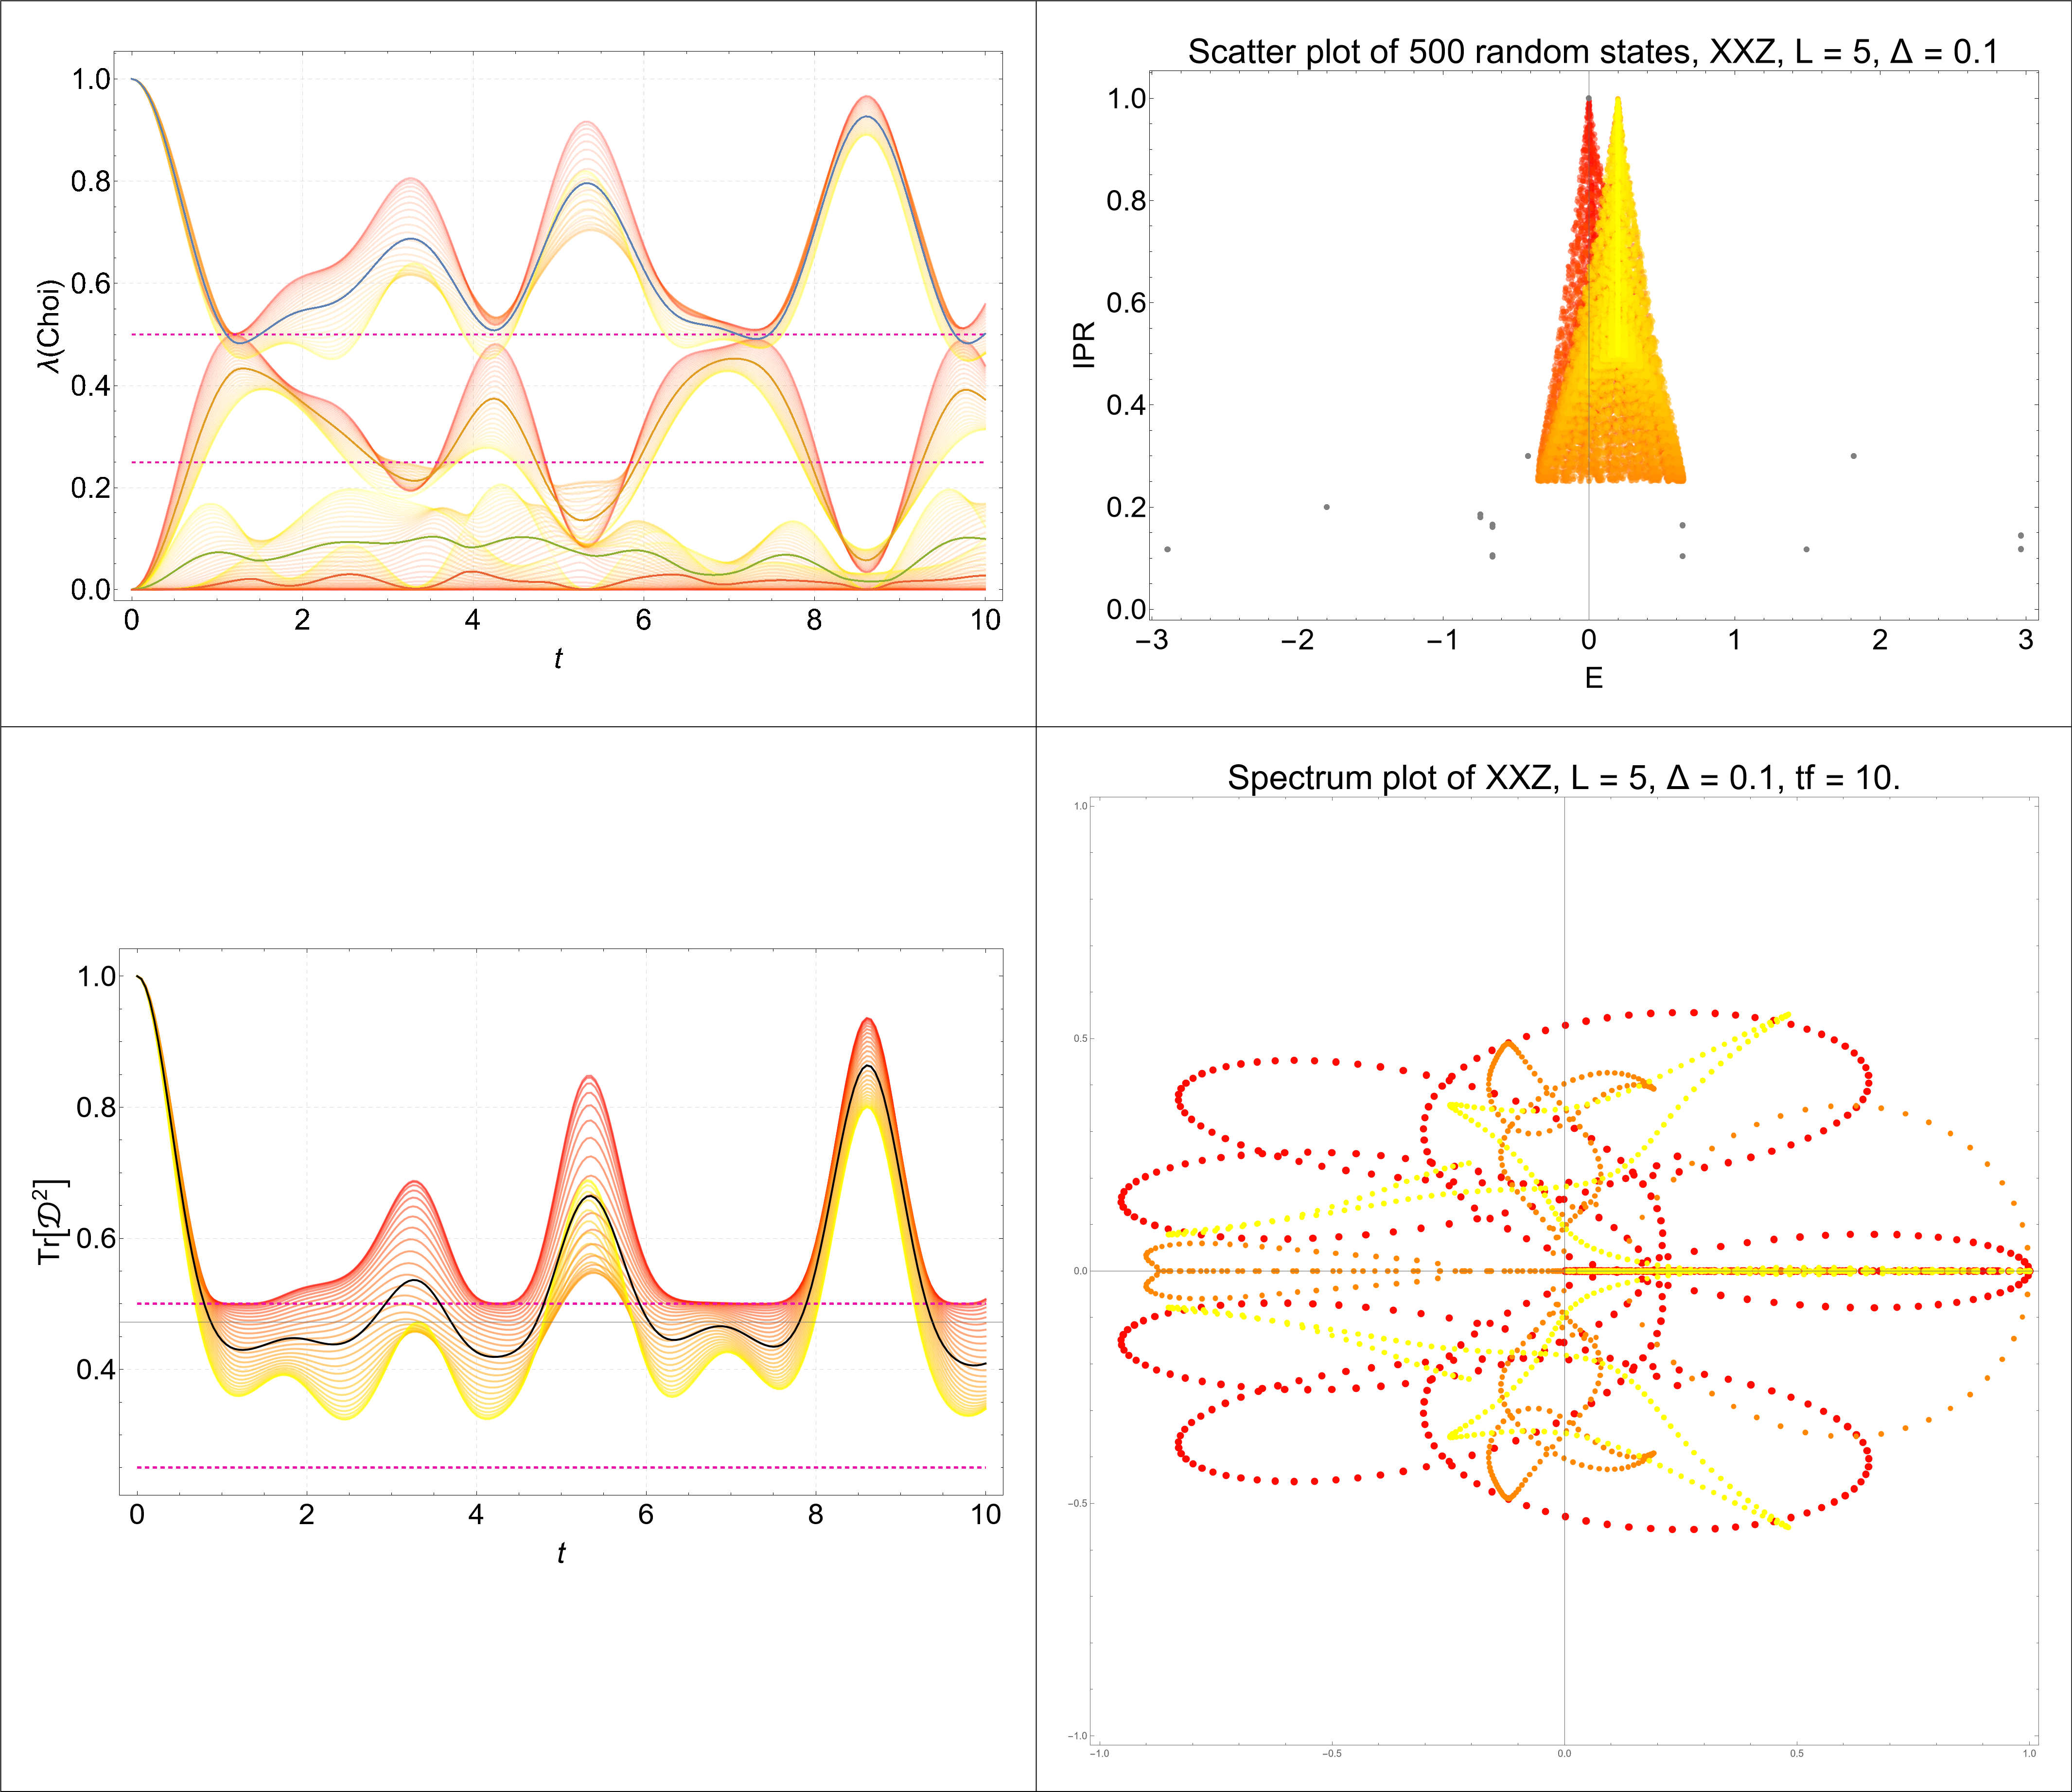 1.0
0.8
0.6
0.4
0.2
0.0
λ(Choi)
0 2 4 6 8 10
t
Scatter plot of 500 random states, XXZ, L = 5, Δ = 0.1
1.0
0.8
0.6
0.4
0.2
0.0
IPR
−3 −2 −1 0 1 2 3
E
1.0
0.8
0.6
0.4
Tr[𝒟²]
0 2 4 6 8 10
t
Spectrum plot of XXZ, L = 5, Δ = 0.1, tf = 10.
1.0
0.5
0.0
−0.5
−1.0
−1.0 −0.5 0.0 0.5 1.0